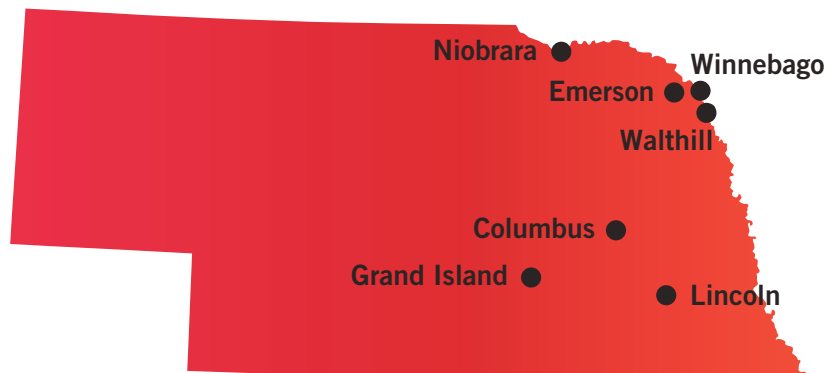 Niobrara
Winnebago
Emerson
Walthill
Columbus
Grand Island
Lincoln